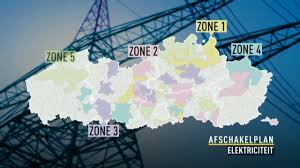 ZONE 1
ZONE 2
ZONE 4
ZONE 5
ZONE 3
AFSCHAKELPLAN
ELEKTRICITEIT